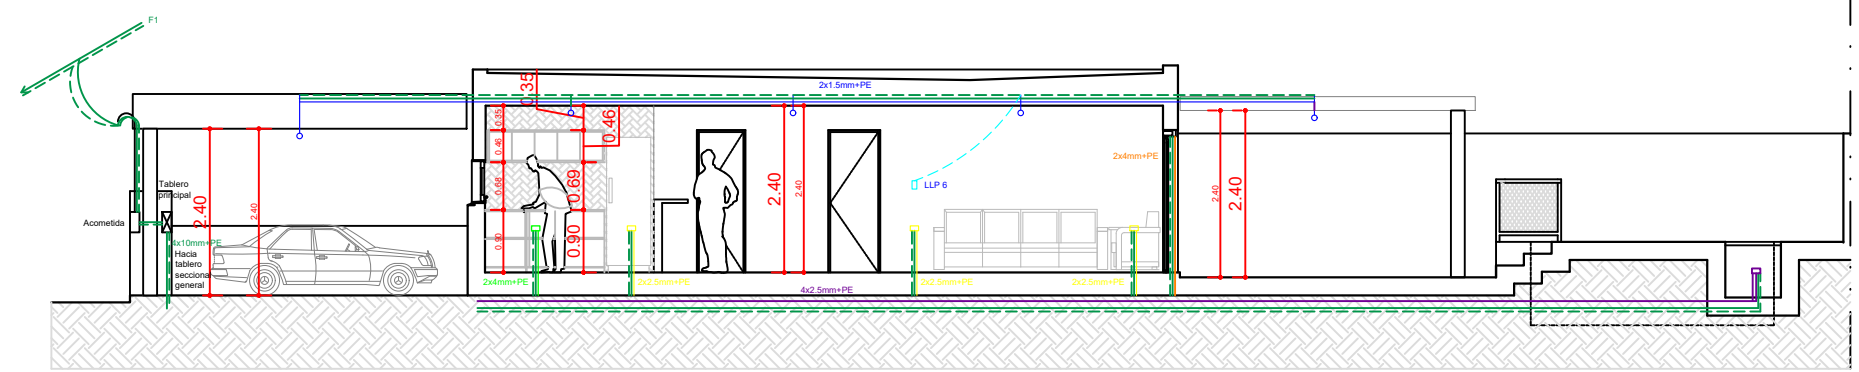 F1
2x1.5mm+PE
0.35
0.35
0.46
0.46
2x4mm+PE
Tablero
principal
LLP 6
0.68
0.69
2.40
2.40
2.40
2.40
2.40
2.40
Acometida
4x10mm+PE
Hacia
tablero
seccional
general
0.90
0.90
2x4mm+PE
2x2.5mm+PE
4x2.5mm+PE
2x2.5mm+PE
2x2.5mm+PE